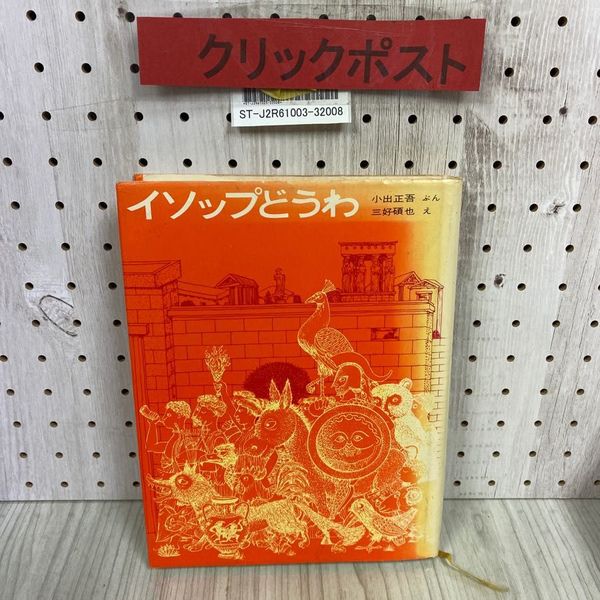 クリックポスト
ST-J2R61003-32008
イソップどうわ
小出正吾 ぶん
三好碩也 え